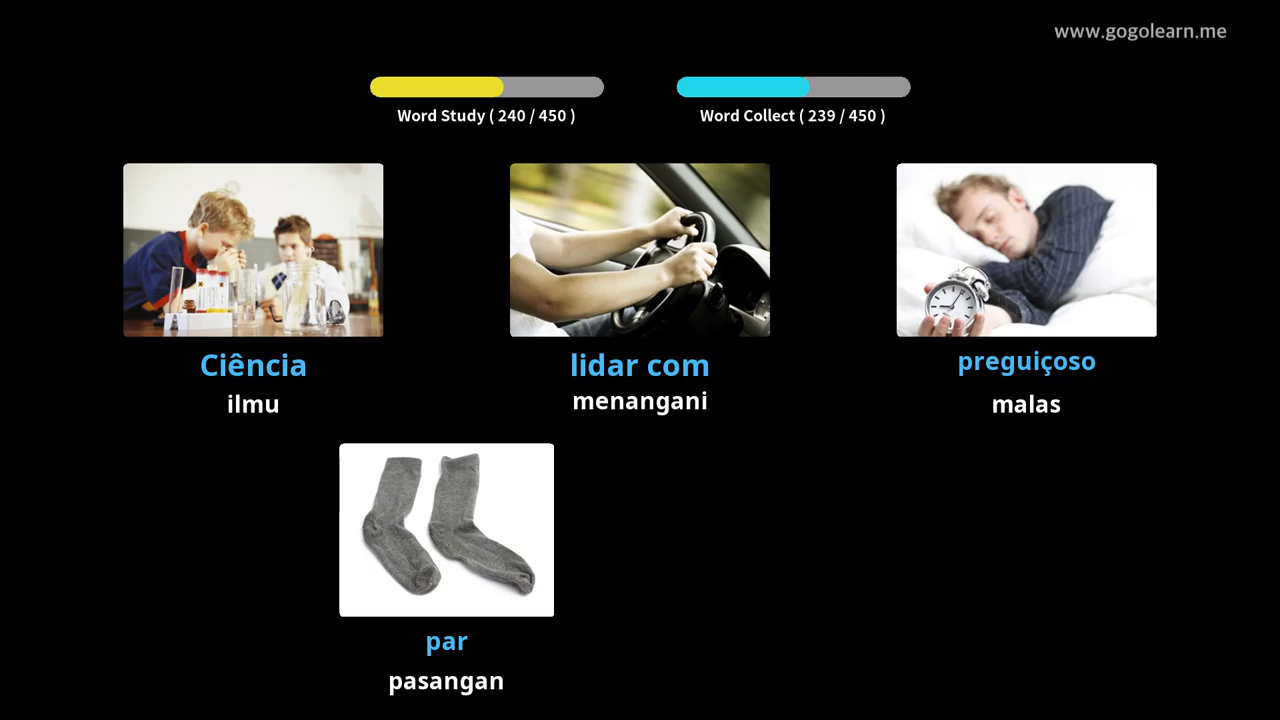 www.gogolearn.me
Word Study ( 240 / 450 )
Word Collect ( 239 / 450 )
Ciência
ilmu
lidar com
menangani
preguiçoso
malas
par
pasangan